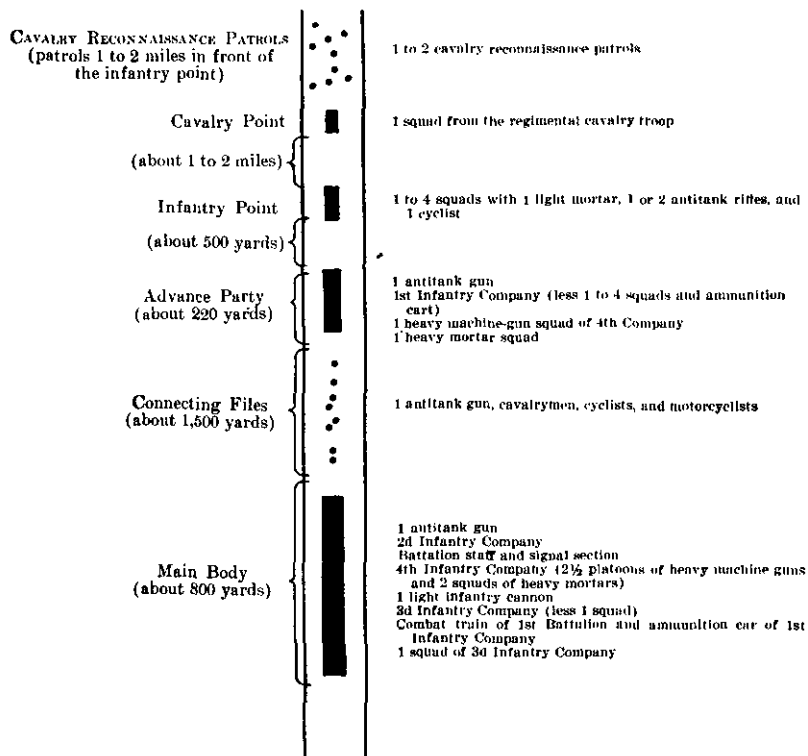 CAVALRY RECONNAISSANCE PATROLS
(patrols 1 to 2 miles in front of
the infantry point)
1 to 2 cavalry reconnaissance patrols
Cavalry Point
1 squad from the regimental cavalry troop
(about 1 to 2 miles)
Infantry Point
1 to 4 squads with 1 light mortar, 1 or 2 antitank rifles, and
1 cyclist
(about 500 yards)
Advance Party
(about 220 yards)
1 antitank gun
1st Infantry Company (less 1 to 4 squads and ammunition
cart)
1 heavy machine-gun squad of 4th Company
1 heavy mortar squad
Connecting Files
(about 1,500 yards)
1 antitank gun, cavalrymen, cyclists, and motorcyclists
Main Body
(about 800 yards)
1 antitank gun
2d Infantry Company
Battalion staff and signal section
4th Infantry Company (2½ platoons of heavy machine guns
and 2 squads of heavy mortars)
1 light infantry cannon
3d Infantry Company (less 1 squad)
Combat train of 1st Battalion and ammunition car of 1st
Infantry Company
1 squad of 3d Infantry Company